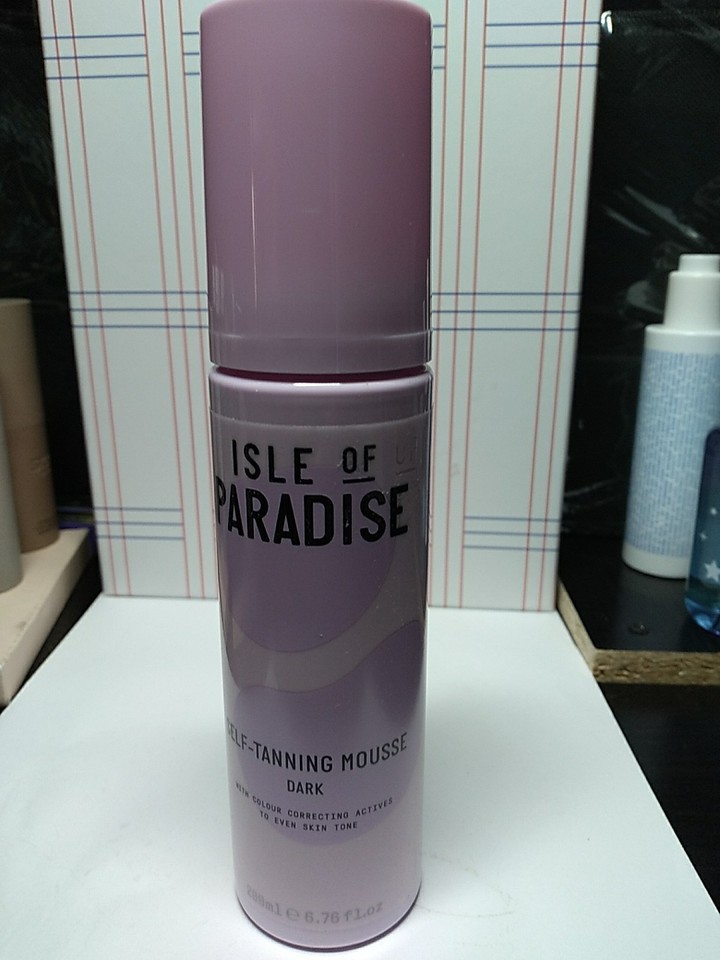 ISLE OF
PARADISE
SELF-TANNING MOUSSE
DARK
WITH COLOUR CORRECTING ACTIVES
TO EVEN SKIN TONE
200ml ℮ 6.76 fl.oz